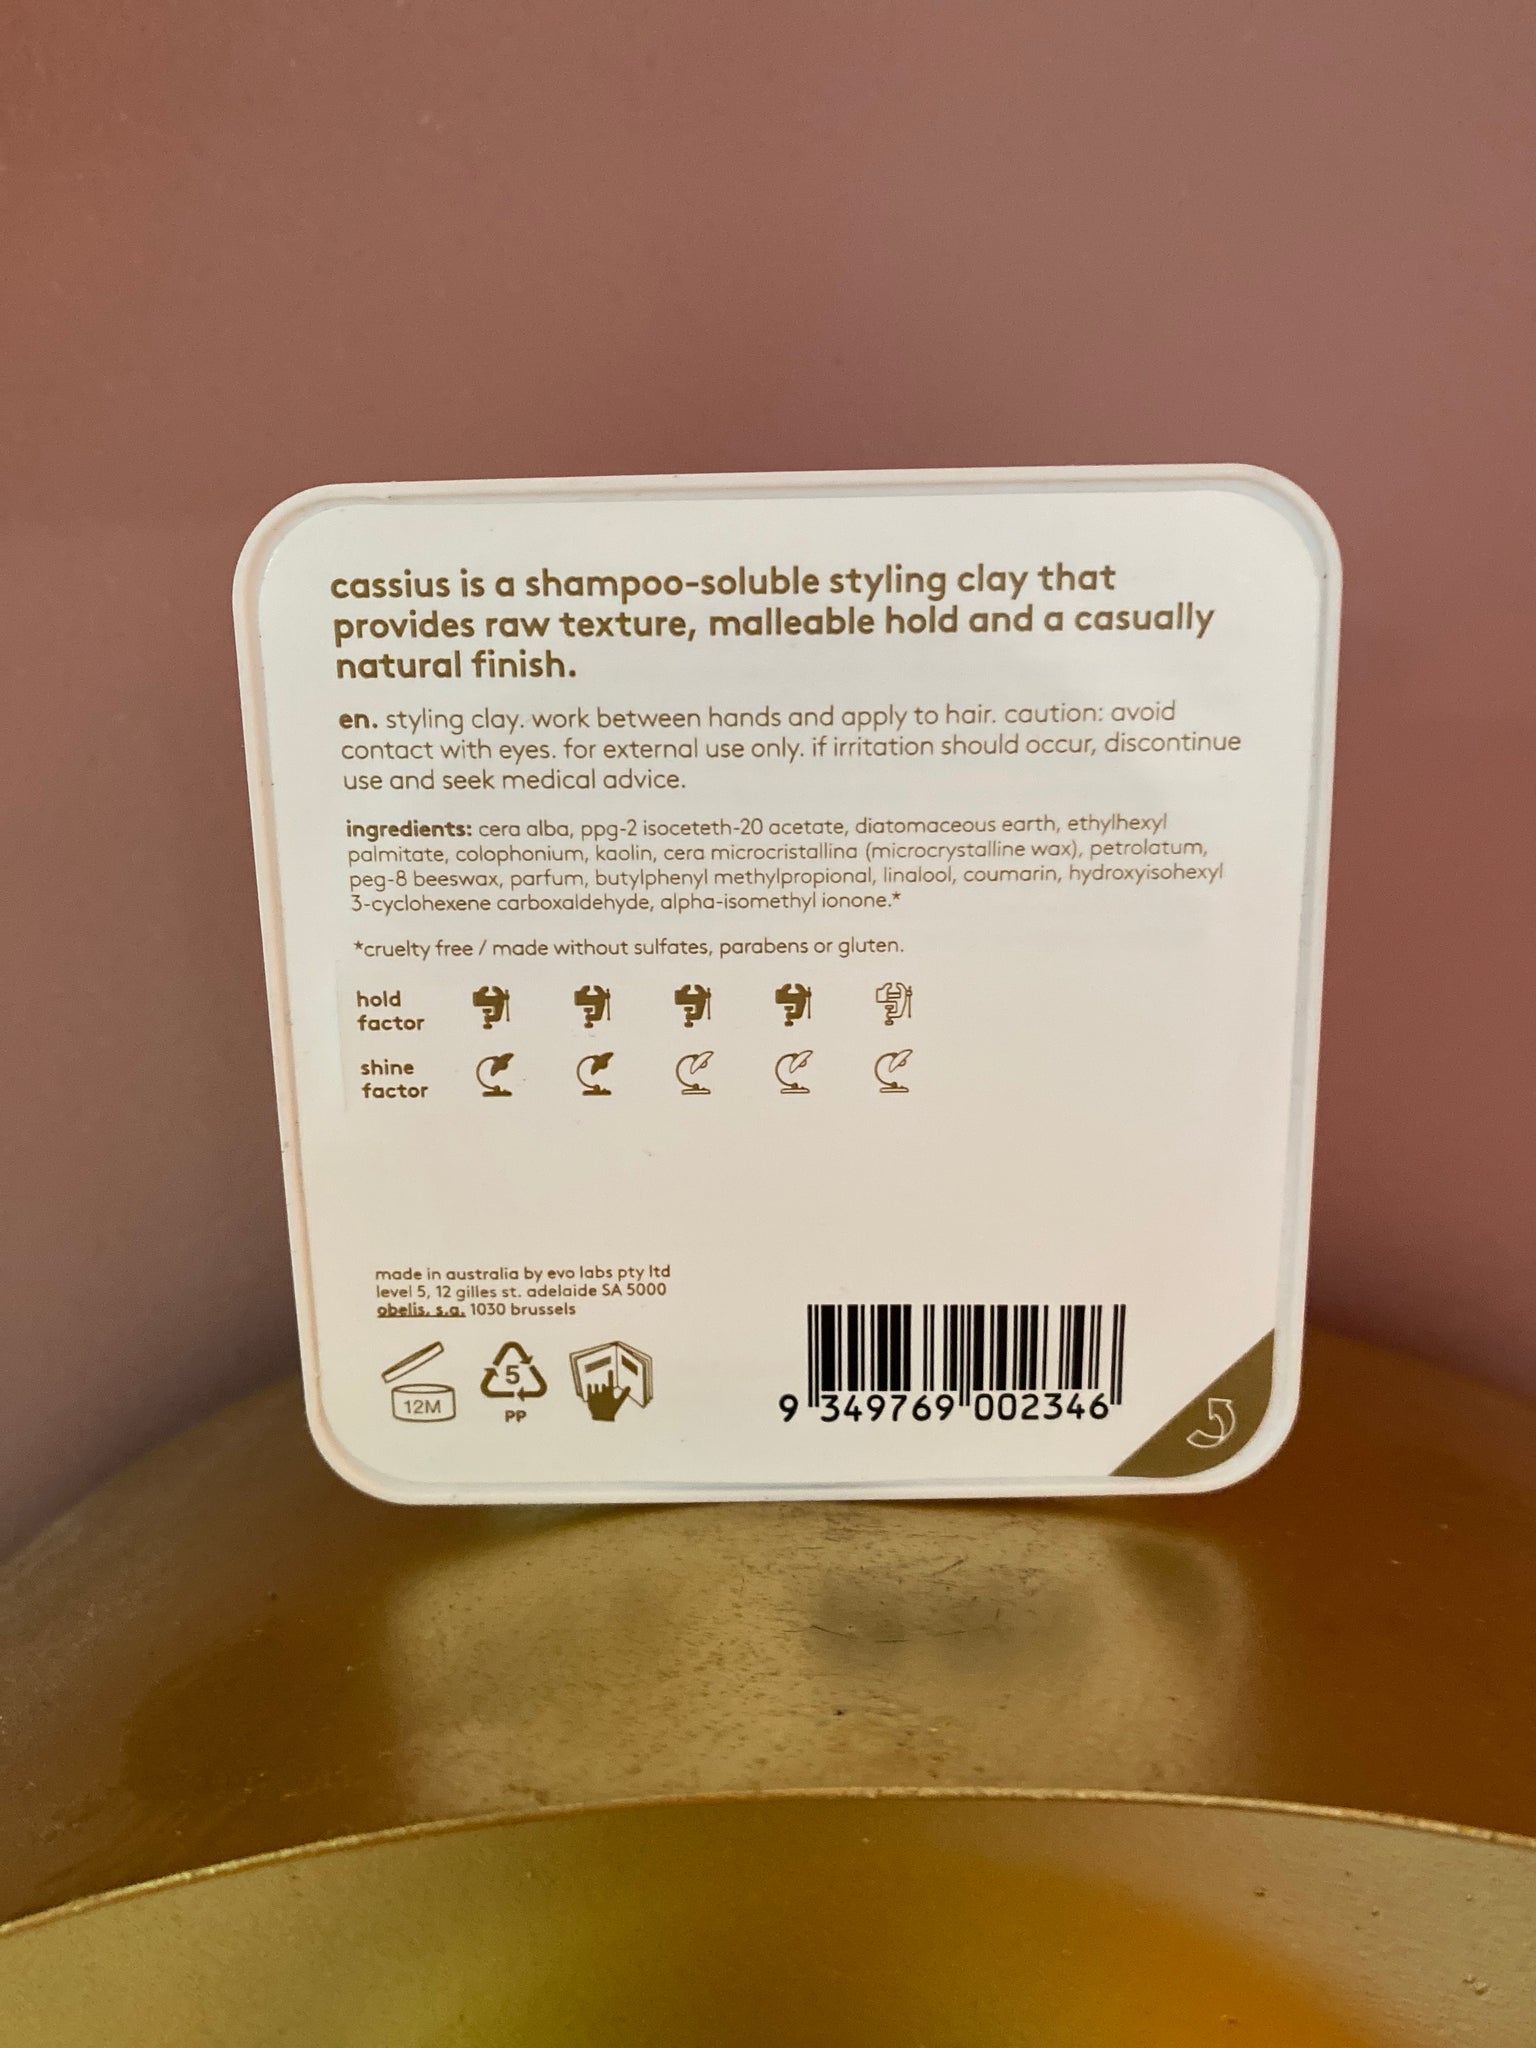 cassius is a shampoo-soluble styling clay that
provides raw texture, malleable hold and a casually
natural finish.
en. styling clay. work between hands and apply to hair. caution: avoid
contact with eyes. for external use only. if irritation should occur, discontinue
use and seek medical advice.
ingredients: cera alba, ppg-2 isoceteth-20 acetate, diatomaceous earth, ethylhexyl
palmitate, colophonium, kaolin, cera microcristallina (microcrystalline wax), petrolatum,
peg-8 beeswax, parfum, butylphenyl methylpropional, linalool, coumarin, hydroxyisohexyl
3-cyclohexene carboxaldehyde, alpha-isomethyl ionone.*
*cruelty free / made without sulfates, parabens or gluten.
hold
factor
shine
factor
made in australia by evo labs pty ltd
level 5, 12 gilles st. adelaide SA 5000
obelis, s.a. 1030 brussels
12M
5
PP
9 349769 002346